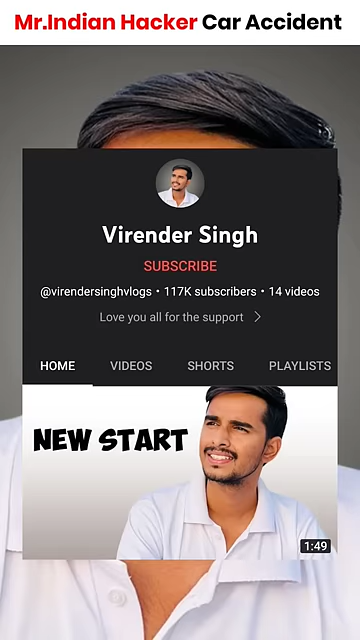 Mr.Indian Hacker Car Accident
Virender Singh
SUBSCRIBE
@virendersinghvlogs • 117K subscribers • 14 videos
Love you all for the support >
HOME VIDEOS SHORTS PLAYLISTS
NEW START
1:49